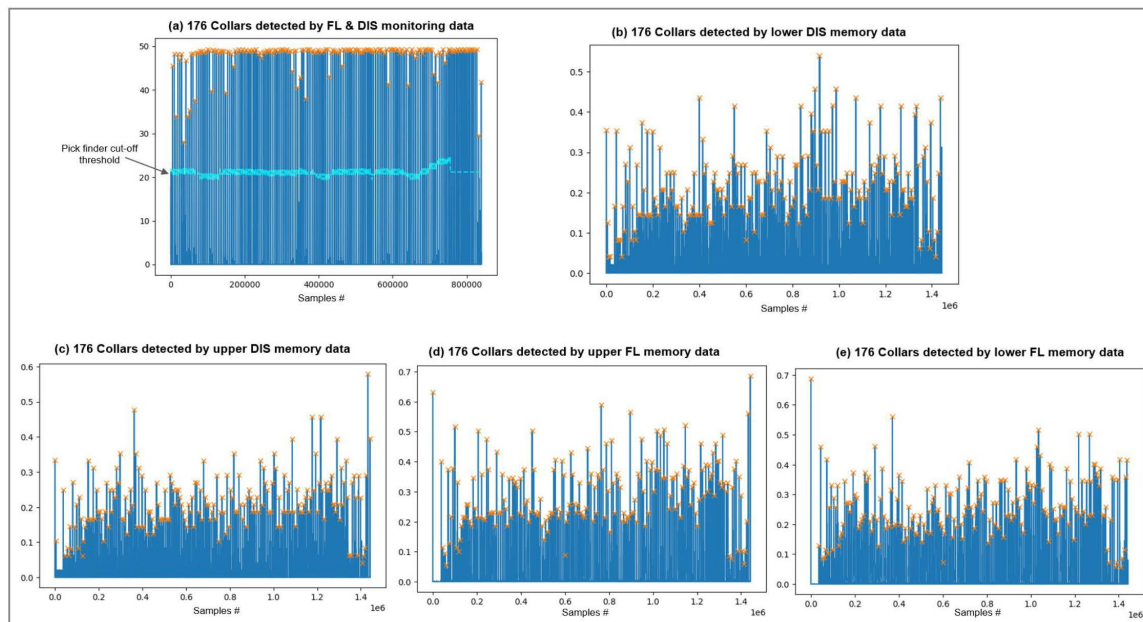 (a) 176 Collars detected by FL & DIS monitoring data
50
40
30
20
10
0
Pick finder cut-off
threshold
0 200000 400000 600000 800000
Samples #
(b) 176 Collars detected by lower DIS memory data
0.5
0.4
0.3
0.2
0.1
0.0
0.0 0.2 0.4 0.6 0.8 1.0 1.2 1.4
1e6
Samples #
(c) 176 Collars detected by upper DIS memory data
0.6
0.5
0.4
0.3
0.2
0.1
0.0
0.0 0.2 0.4 0.6 0.8 1.0 1.2 1.4
1e6
Samples #
(d) 176 Collars detected by upper FL memory data
0.7
0.6
0.5
0.4
0.3
0.2
0.1
0.0
0.0 0.2 0.4 0.6 0.8 1.0 1.2 1.4
Samples #
1e6
(e) 176 Collars detected by lower FL memory data
0.7
0.6
0.5
0.4
0.3
0.2
0.1
0.0
0.0 0.2 0.4 0.6 0.8 1.0 1.2 1.4
Samples #
1e6